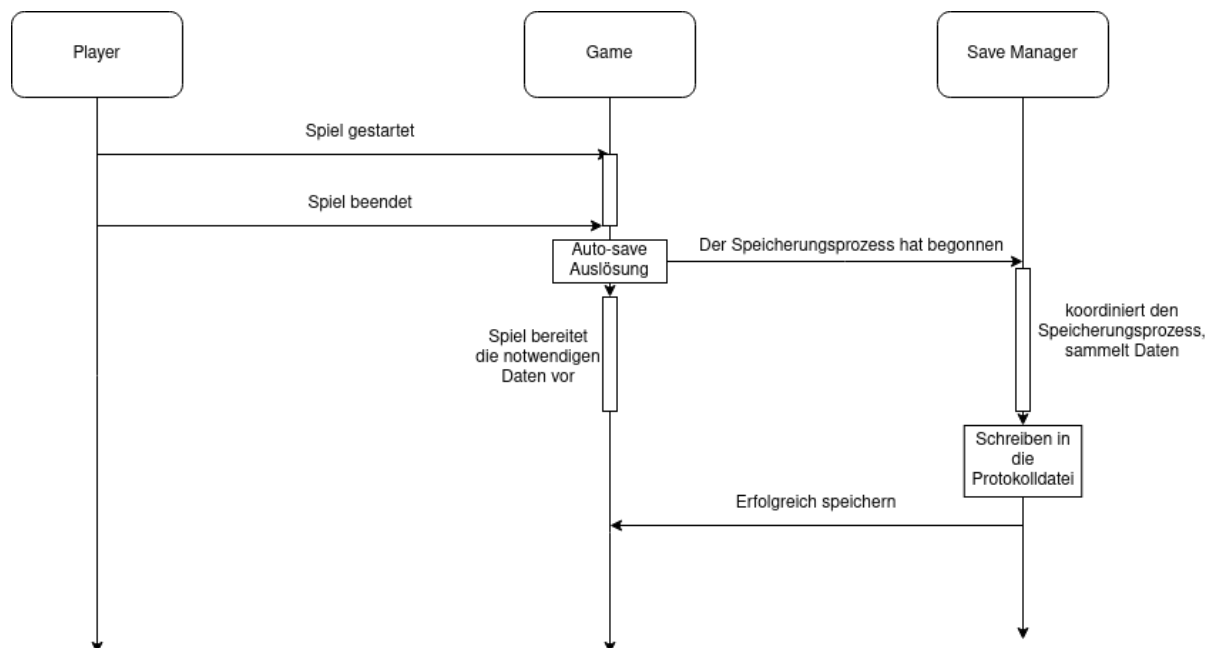 Player
Game
Save Manager
Spiel gestartet
Spiel beendet
Auto-save
Auslösung
Der Speicherungsprozess hat begonnen
Spiel bereitet
die notwendigen
Daten vor
koordiniert den
Speicherungsprozess,
sammelt Daten
Schreiben in
die
Protokolldatei
Erfolgreich speichern